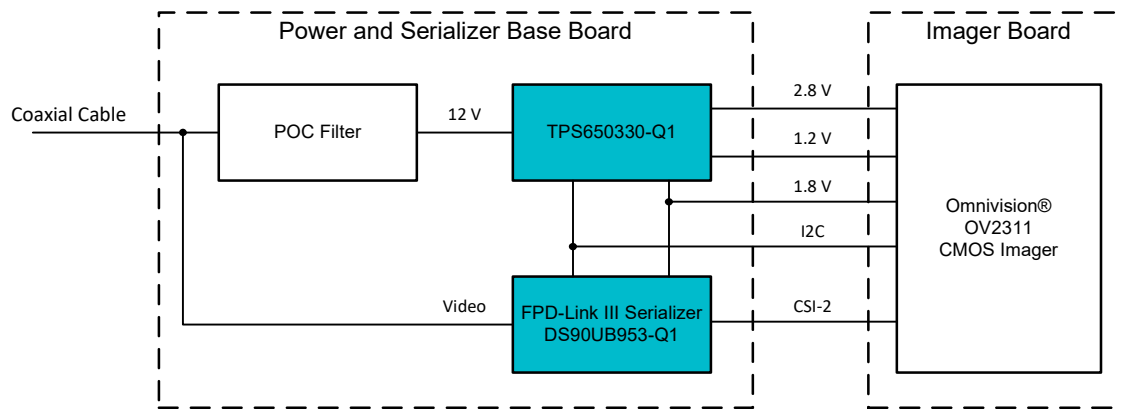 Power and Serializer Base Board
Imager Board
Coaxial Cable
POC Filter
12 V
TPS650330-Q1
2.8 V
1.2 V
1.8 V
I2C
Omnivision®
OV2311
CMOS Imager
Video
FPD-Link III Serializer
DS90UB953-Q1
CSI-2